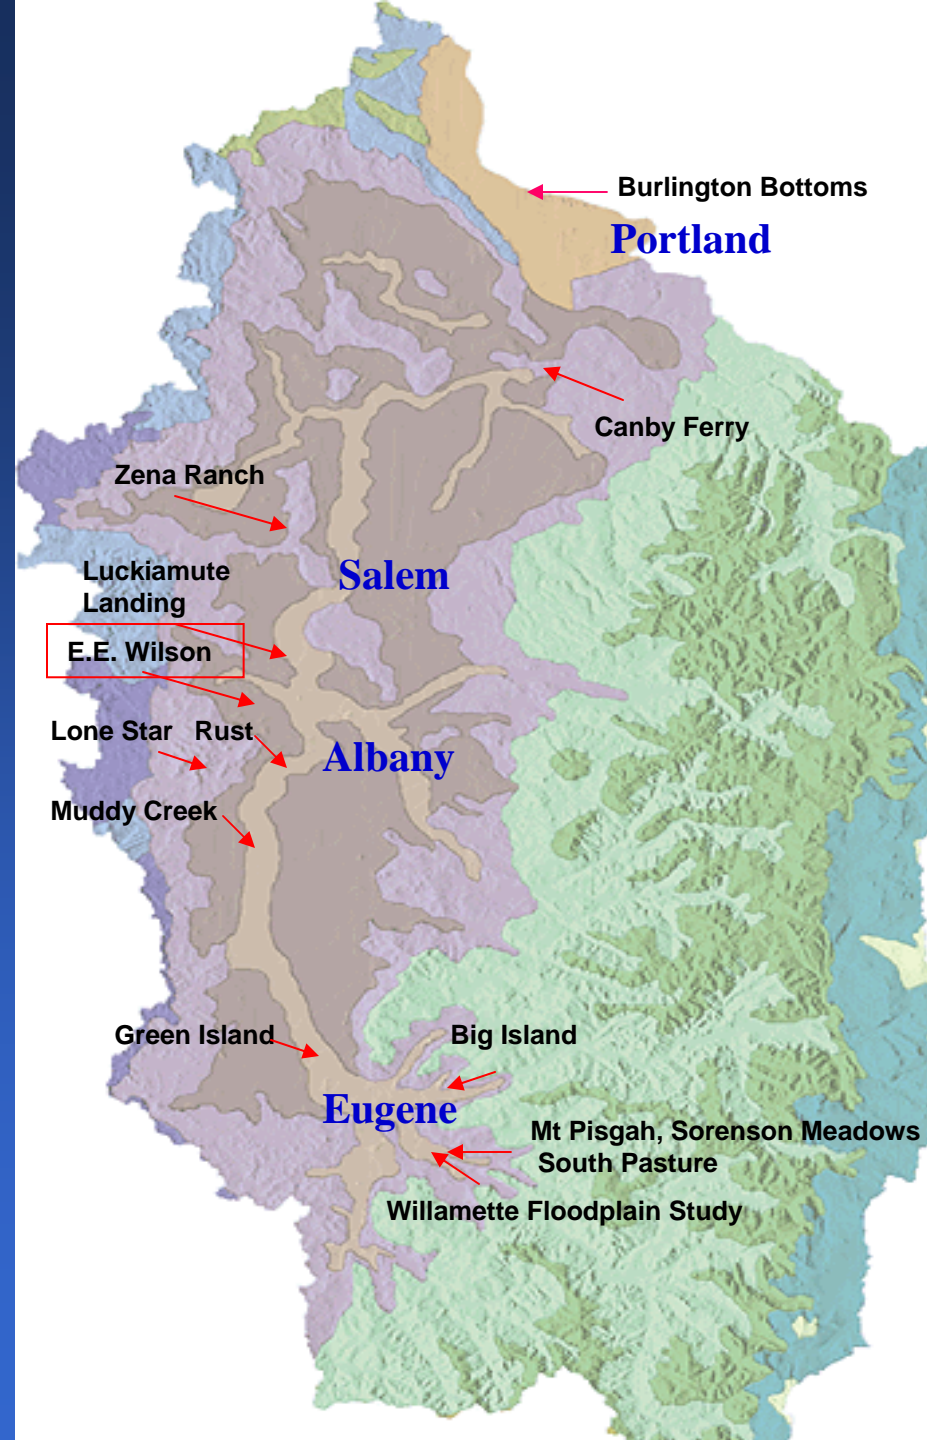 Burlington Bottoms
Portland
Canby Ferry
Zena Ranch
Salem
Luckiamute
Landing
E.E. Wilson
Lone Star
Rust
Albany
Muddy Creek
Green Island
Big Island
Eugene
Mt Pisgah, Sorenson Meadows
South Pasture
Willamette Floodplain Study